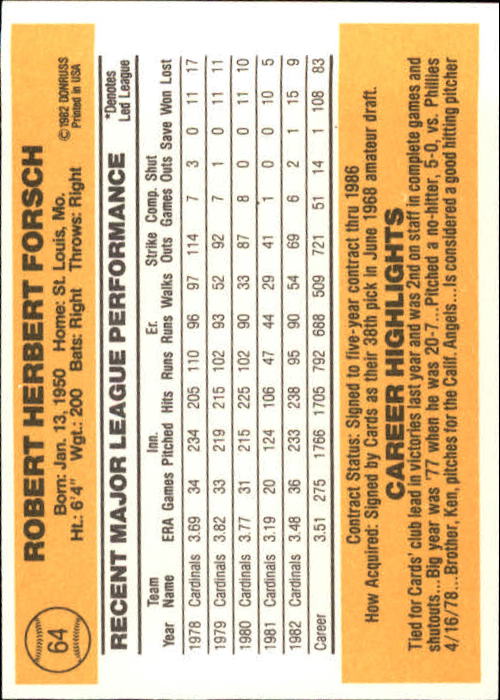 64
ROBERT HERBERT FORSCH
Born: Jan. 13, 1950 Home: St. Louis, Mo.
Ht.: 6'4" Wgt.: 200 Bats: Right Throws: Right
©1982 DONRUSS
Printed in USA
RECENT MAJOR LEAGUE PERFORMANCE
*Denotes
Led League
Team Inn. Er. Strike Comp. Shut
Year Name ERA Games Pitched Hits Runs Runs Walks Outs Games Outs Save Won Lost
1978 Cardinals 3.69 34 234 205 110 96 97 114 7 3 0 11 17
1979 Cardinals 3.82 33 219 215 102 93 52 92 7 1 0 11 11
1980 Cardinals 3.77 31 215 225 102 90 33 87 8 0 0 11 10
1981 Cardinals 3.19 20 124 106 47 44 29 41 1 0 0 10 5
1982 Cardinals 3.48 36 233 238 95 90 54 69 6 2 1 15 9
Career 3.51 275 1766 1705 792 688 509 721 51 14 1 108 83
Contract Status: Signed to five-year contract thru 1986
How Acquired: Signed by Cards as their 38th pick in June 1968 amateur draft.
CAREER HIGHLIGHTS
Tied for Cards' club lead in victories last year and was 2nd on staff in complete games and
shutouts...Big year was '77 when he was 20-7...Pitched a no-hitter, 5-0, vs. Phillies
4/16/78...Brother, Ken, pitches for the Calif. Angels...Is considered a good hitting pitcher